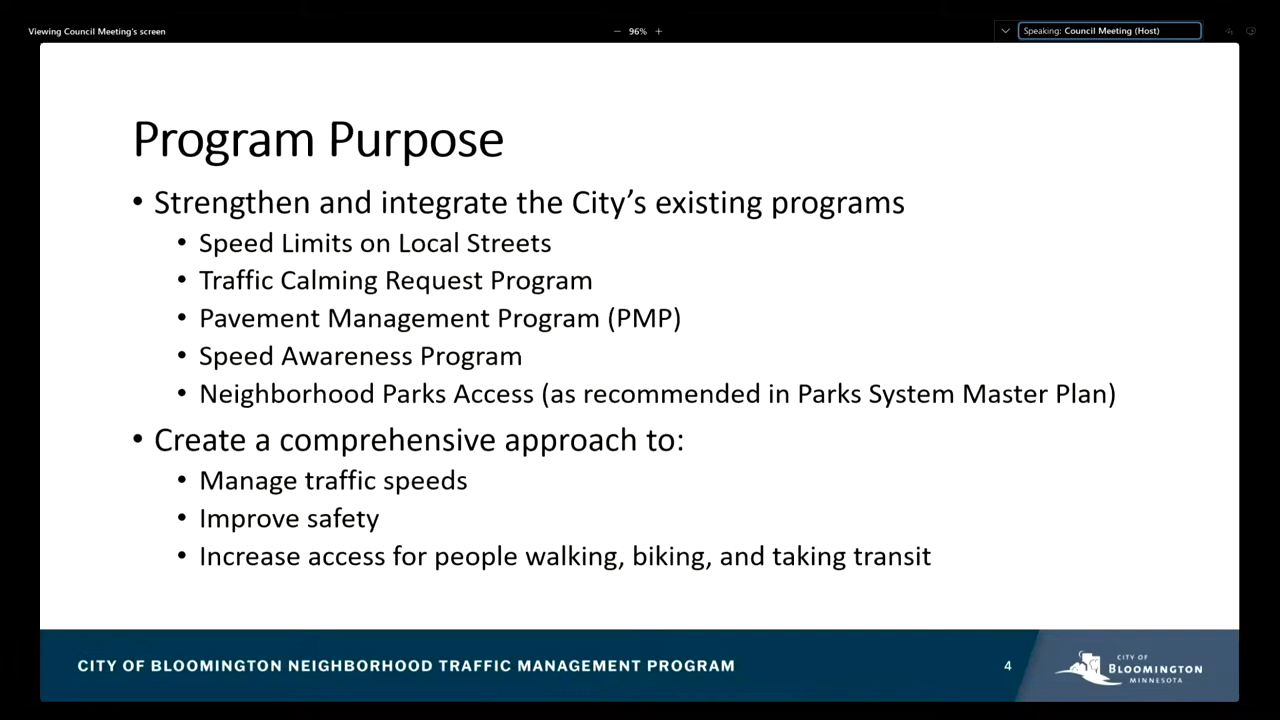 Viewing Council Meeting's screen
− 96% +
Speaking: Council Meeting (Host)
Program Purpose
• Strengthen and integrate the City’s existing programs
• Speed Limits on Local Streets
• Traffic Calming Request Program
• Pavement Management Program (PMP)
• Speed Awareness Program
• Neighborhood Parks Access (as recommended in Parks System Master Plan)
• Create a comprehensive approach to:
• Manage traffic speeds
• Improve safety
• Increase access for people walking, biking, and taking transit
CITY OF BLOOMINGTON NEIGHBORHOOD TRAFFIC MANAGEMENT PROGRAM
4
CITY OF
BLOOMINGTON
MINNESOTA